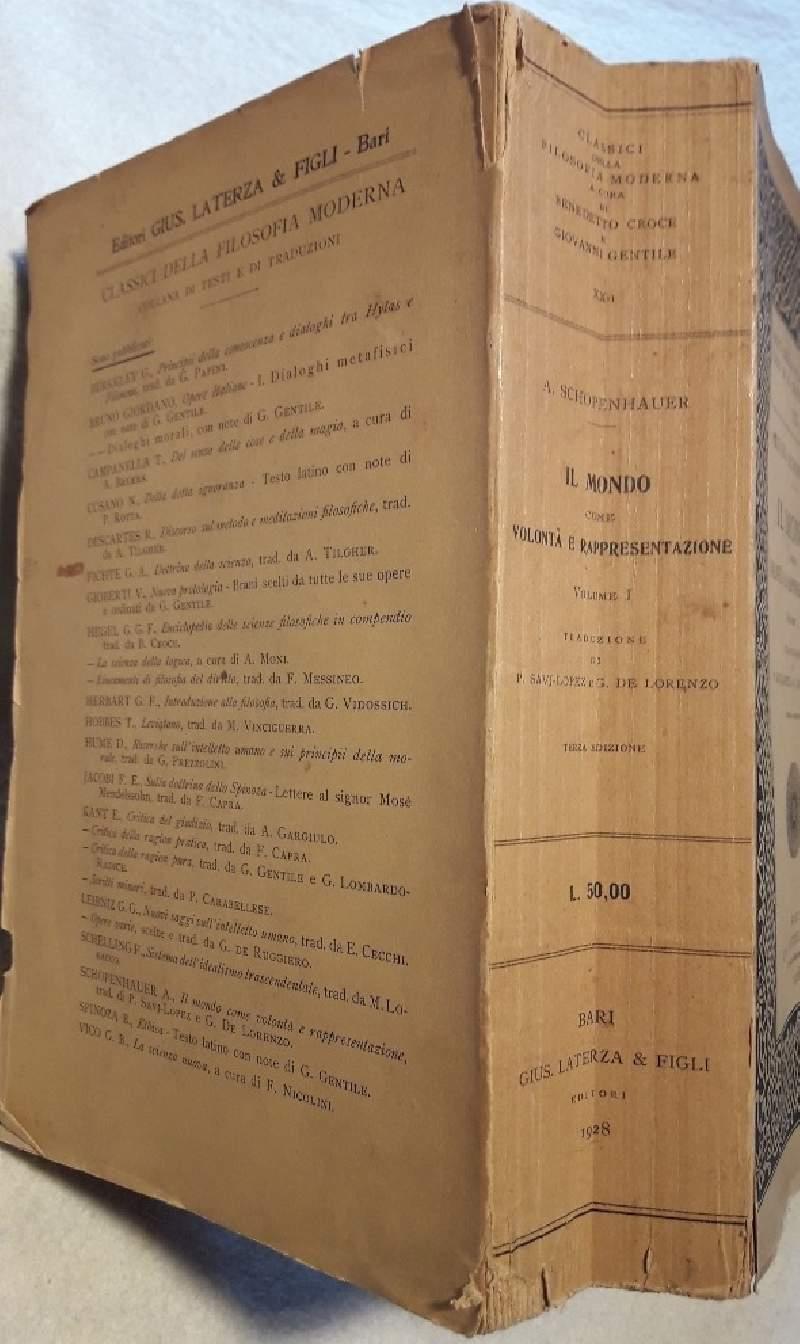 Editori GIUS. LATERZA & FIGLI - Bari
CLASSICI DELLA FILOSOFIA MODERNA
COLLANA DI TESTI E DI TRADUZIONI
Sono pubblicati:
BERKELEY G., Principii della conoscenza e dialoghi tra Hylas e
Filonous, trad. da G. PAPINI.
BRUNO GIORDANO, Opere italiane - I. Dialoghi metafisici
con note di G. GENTILE.
— — Dialoghi morali, con note di G. GENTILE.
CAMPANELLA T., Del senso delle cose e della magia, a cura di
A. BRUERS.
CUSANO N., Della dotta ignoranza - Testo latino con note di
P. ROTTA.
DESCARTES R., Discorso sul metodo e meditazioni filosofiche, trad.
da A. TILGHER.
FICHTE G. A., Dottrina della scienza, trad. da A. TILGHER.
GIOBERTI V., Nuova protologia - Brani scelti da tutte le sue opere
e ordinati da G. GENTILE.
HEGEL G. G. F., Enciclopedia delle scienze filosofiche in compendio
trad. da B. CROCE.
— La scienza della logica, a cura di A. MONI.
— Lineamenti di filosofia del diritto, trad. da F. MESSINEO.
HERBART G. F., Introduzione alla filosofia, trad. da G. VIDOSSICH.
HOBBES T., Leviatano, trad. da M. VINCIGUERRA.
HUME D., Ricerche sull'intelletto umano e sui principii della mo-
rale, trad. da G. PREZZOLINI.
JACOBI F. E., Sulla dottrina dello Spinoza - Lettere al signor Mosè
Mendelssohn, trad. da F. CAPRA.
KANT E., Critica del giudizio, trad. da A. GARGIULO.
— Critica della ragion pratica, trad. da F. CAPRA.
— Critica della ragion pura, trad. da G. GENTILE e G. LOMBARDO-
RADICE.
— Scritti minori, trad. da P. CARABELLESE.
LEIBNIZ G. G., Nuovi saggi sull'intelletto umano, trad. da E. CECCHI.
— Opere varie, scelte e trad. da G. DE RUGGIERO.
SCHELLING F., Sistema dell'idealismo trascendentale, trad. da M. LO-
SACCO.
SCHOPENHAUER A., Il mondo come volontà e rappresentazione,
trad. di P. SAVJ-LOPEZ e G. DE LORENZO.
SPINOZA B., Ethica - Testo latino con note di G. GENTILE.
VICO G. B., La scienza nuova, a cura di F. NICOLINI.
CLASSICI
DELLA
FILOSOFIA MODERNA
A CURA
DI
BENEDETTO CROCE
E
GIOVANNI GENTILE
A. SCHOPENHAUER
IL MONDO
COME
VOLONTÀ E RAPPRESENTAZIONE
VOLUME I
TRADUZIONE
DI
P. SAVJ-LOPEZ e G. DE LORENZO
TERZA EDIZIONE
L. 50,00
BARI
GIUS. LATERZA & FIGLI
EDITORI
1928